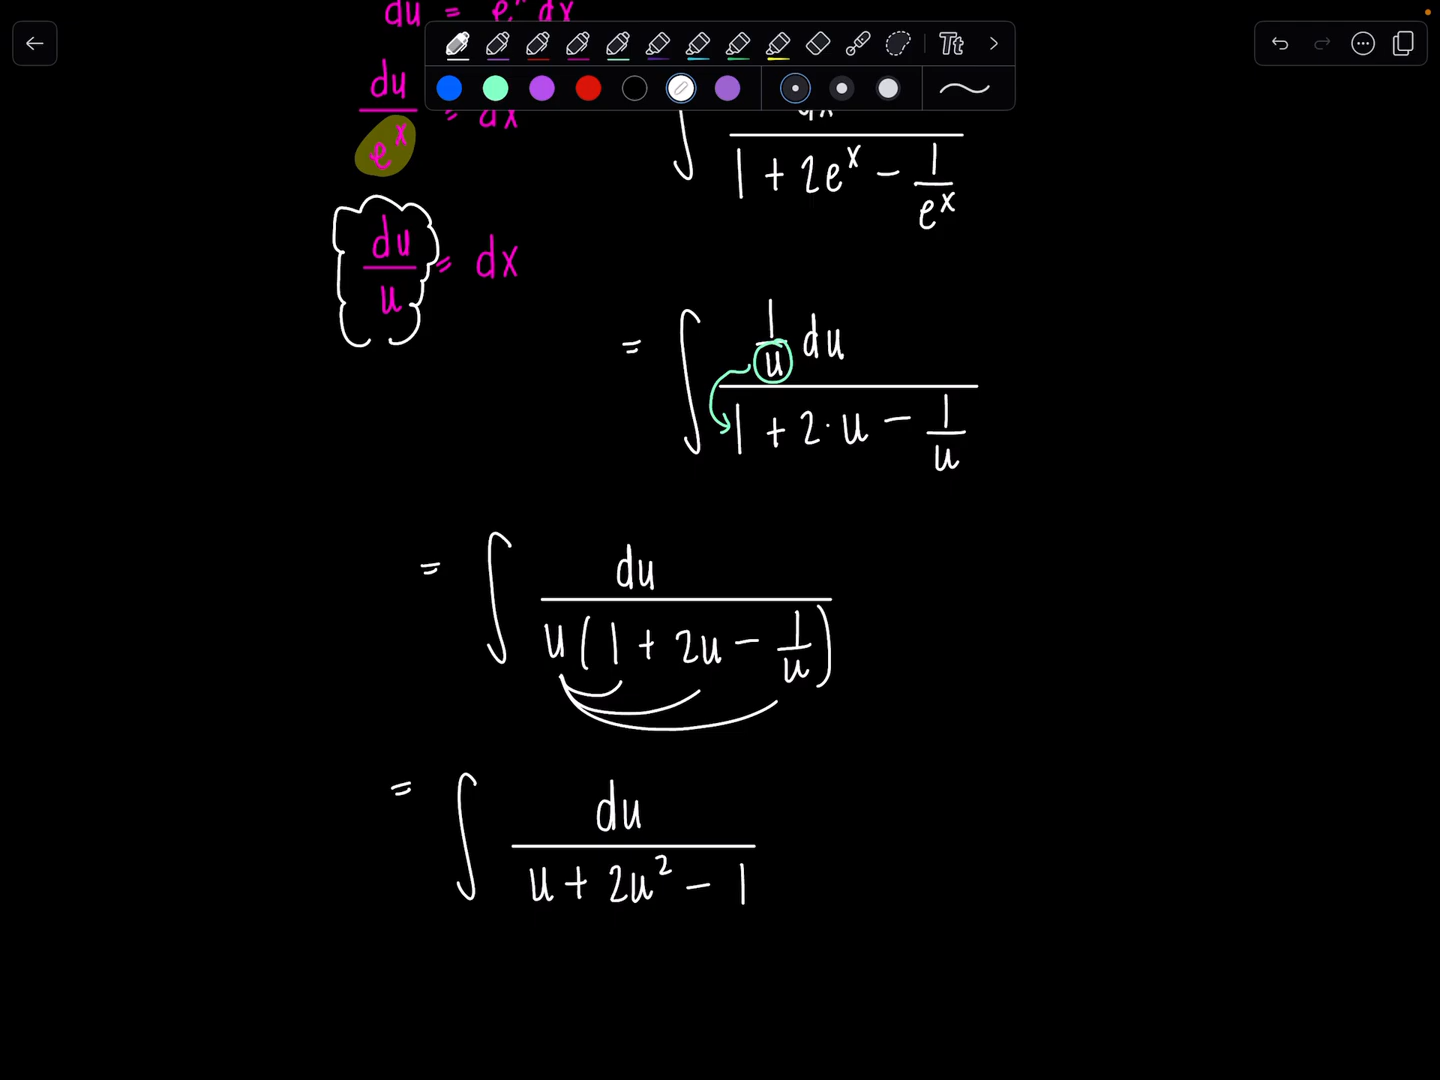 du = e^x dx
du/e^x = dx
du/u = dx
Tt
∫ dx/(1 + 2e^x − 1/e^x)
= ∫ (1/u du)/(1 + 2·u − 1/u)
= ∫ du/(u(1 + 2u − 1/u))
= ∫ du/(u + 2u² − 1)